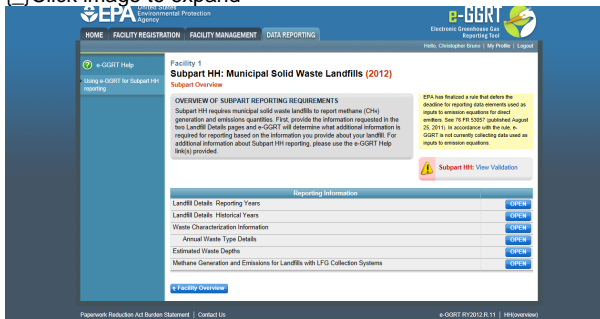 Click image to expand
EPA United States
Environmental Protection
Agency
e-GGRT
Electronic Greenhouse Gas
Reporting Tool
HOME FACILITY REGISTRATION FACILITY MANAGEMENT DATA REPORTING
Hello, Christopher Bruno | My Profile | Logout
e-GGRT Help
Using e-GGRT for Subpart HH
reporting
Facility 1
Subpart HH: Municipal Solid Waste Landfills (2012)
Subpart Overview
OVERVIEW OF SUBPART REPORTING REQUIREMENTS
Subpart HH requires municipal solid waste landfills to report methane (CH4)
generation and emissions quantities. First, provide the information requested in the
two Landfill Details pages and e-GGRT will determine what additional information is
required for reporting based on the information you provide about your landfill. For
additional information about Subpart HH reporting, please use the e-GGRT Help
link(s) provided.
EPA has finalized a rule that defers the
deadline for reporting data elements used as
inputs to emission equations for direct
emitters. See 76 FR 53057 (published August
25, 2011). In accordance with the rule, e-
GGRT is not currently collecting data used as
inputs to emission equations.
Subpart HH: View Validation
Reporting Information
Landfill Details Reporting Years OPEN
Landfill Details Historical Years OPEN
Waste Characterization Information OPEN
Annual Waste Type Details OPEN
Estimated Waste Depths OPEN
Methane Generation and Emissions for Landfills with LFG Collection Systems OPEN
Facility Overview
Paperwork Reduction Act Burden Statement | Contact Us
e-GGRT RY2012.R.11 | HH(overview)